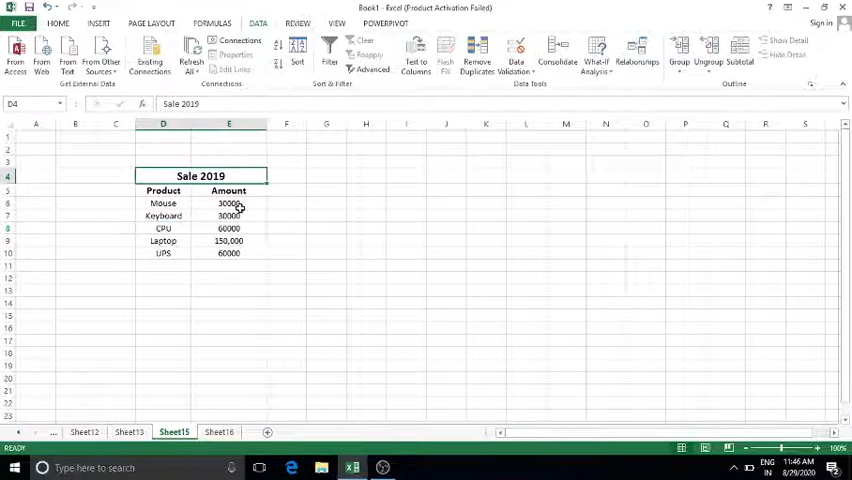 Book1 - Excel (Product Activation Failed)
FILE HOME INSERT PAGE LAYOUT FORMULAS DATA REVIEW VIEW POWERPIVOT Sign in
From Access From Web From Text From Other Sources Existing Connections Refresh All Connections Properties Edit Links Sort Filter Clear Reapply Advanced Text to Columns Flash Fill Remove Duplicates Data Validation Consolidate What-If Analysis Relationships Group Ungroup Subtotal Show Detail Hide Detail
Get External Data Connections Sort & Filter Data Tools Outline
D4 fx Sale 2019
A B C D E F G H I J K L M N O P Q R S
1
2
3
4 Sale 2019
5 Product Amount
6 Mouse 30000
7 Keyboard 30000
8 CPU 60000
9 Laptop 150,000
10 UPS 60000
11
12
13
14
15
16
17
18
19
20
21
22
23
... Sheet12 Sheet13 Sheet15 Sheet16
READY 100%
Type here to search
ENG 11:46 AM
IN 8/29/2020 2